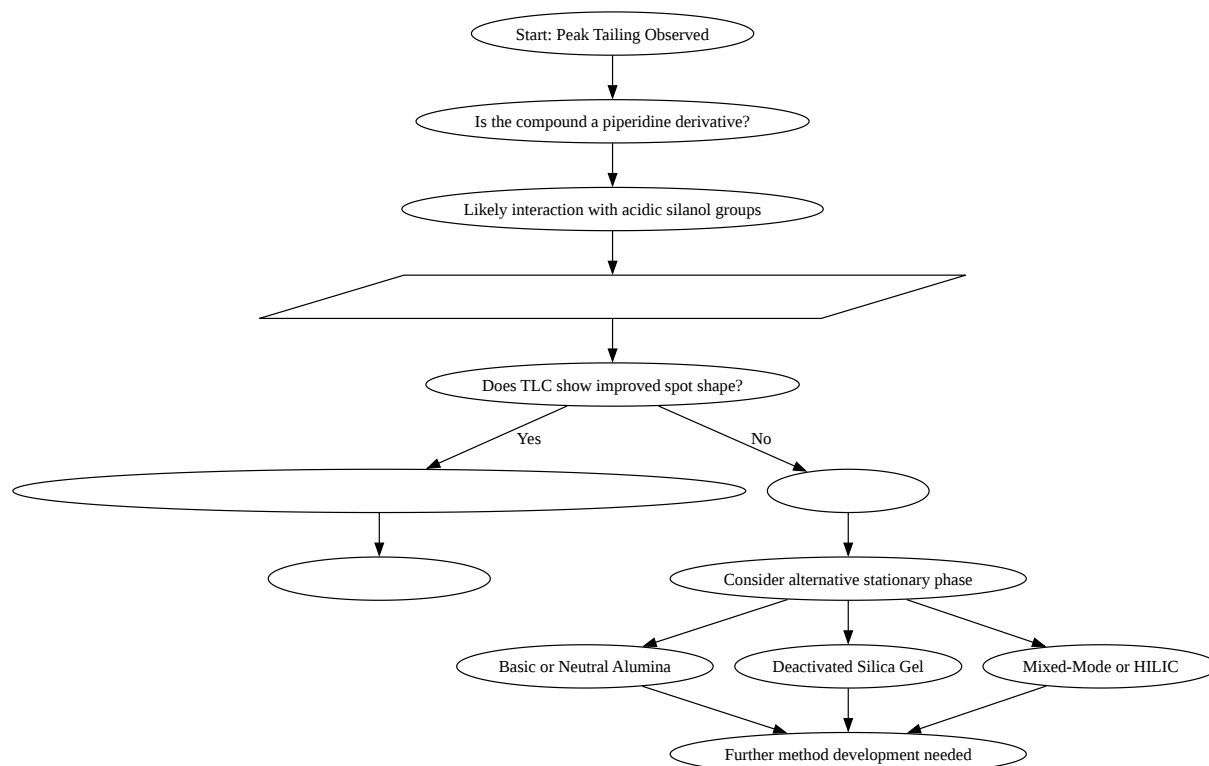 Start: Peak Tailing Observed
Is the compound a piperidine derivative?
Likely interaction with acidic silanol groups
Does TLC show improved spot shape?
Yes
No
Consider alternative stationary phase
Basic or Neutral Alumina
Deactivated Silica Gel
Mixed-Mode or HILIC
Further method development needed